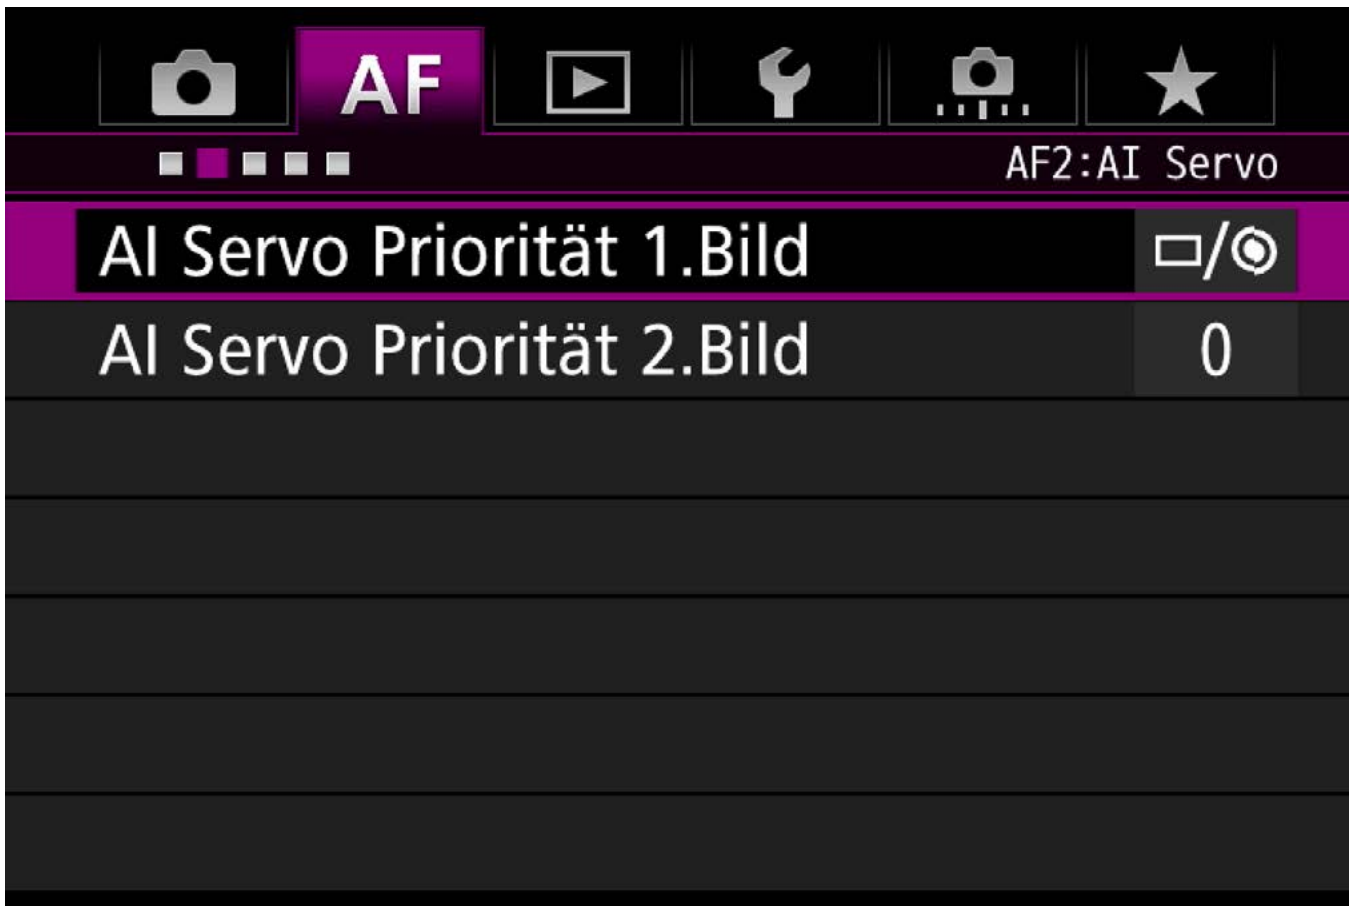 AF
AF2:AI Servo
AI Servo Priorität 1.Bild
AI Servo Priorität 2.Bild 0